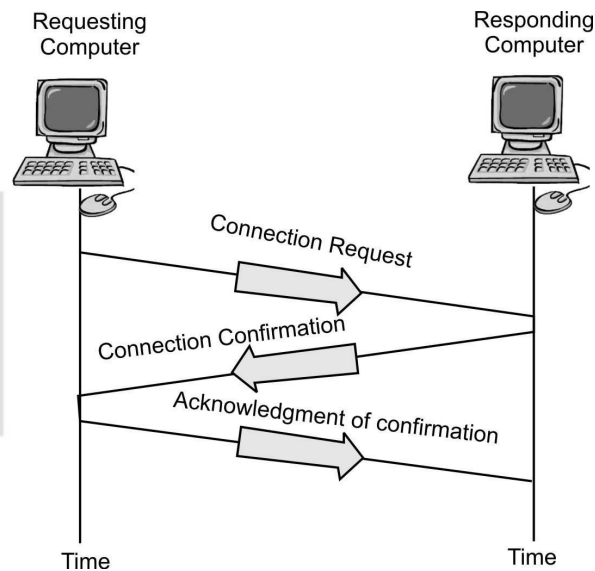 Requesting
Computer
Responding
Computer
Connection Request
Connection Confirmation
Acknowledgment of confirmation
Time
Time